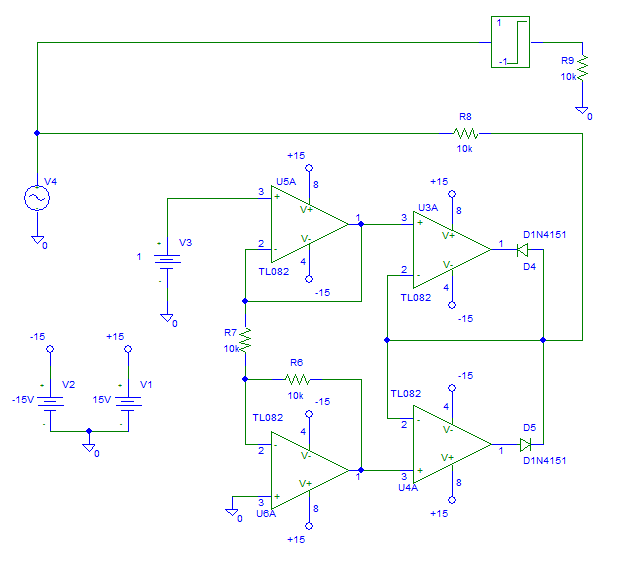 1
-1
R9
10k
0
R8
10k
+15
+15
V4
U5A
8
U3A
8
3
+
V+
1
3
+
V+
D1N4151
1
0
V3
+
1
-
2
-
V-
4
TL082
-15
2
-
V-
4
TL082
D4
-15
0
R7
10k
R6
10k
-15
+15
-15
+
V2
-15V
-
+
V1
15V
-
0
TL082
-15
4
2
-
V-
V+
1
3
+
U6A
8
0
+15
TL082
-15
4
-
2
V-
V+
+
3
U4A
1
8
+15
D5
D1N4151